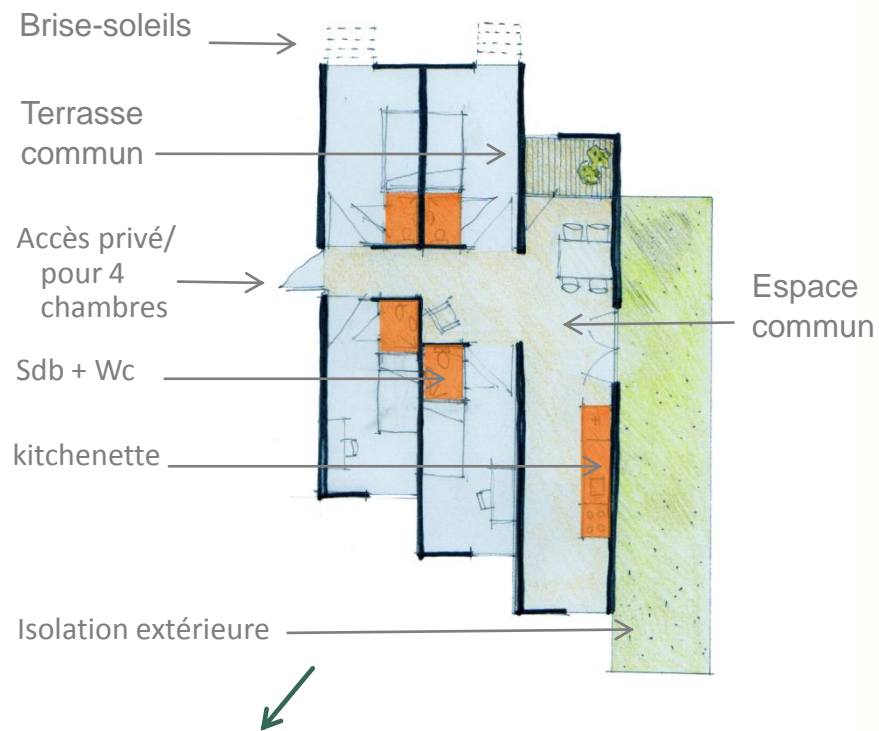 Brise-soleils
Terrasse
commun
Accès privé/
pour 4
chambres
Espace
commun
Sdb + Wc
kitchenette
Isolation extérieure